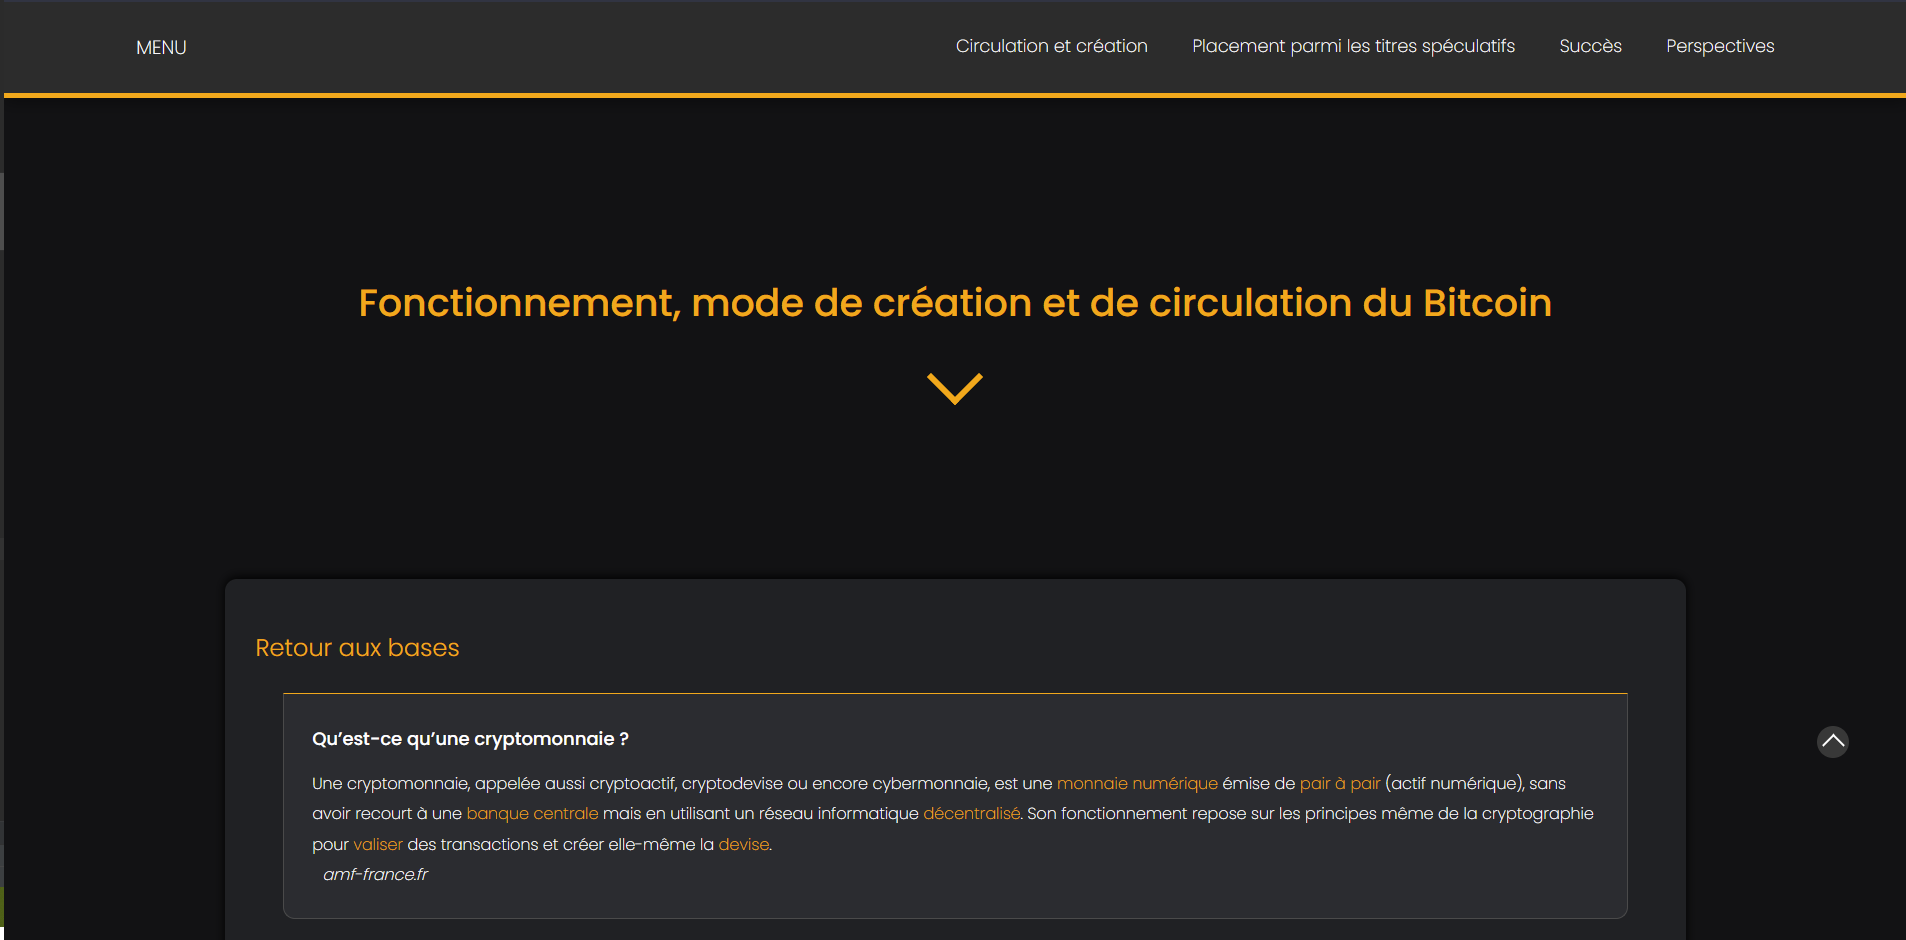 MENU
Circulation et création
Placement parmi les titres spéculatifs
Succès
Perspectives
Fonctionnement, mode de création et de circulation du Bitcoin
Retour aux bases
Qu’est-ce qu’une cryptomonnaie ?
Une cryptomonnaie, appelée aussi cryptoactif, cryptodevise ou encore cybermonnaie, est une monnaie numérique émise de pair à pair (actif numérique), sans
avoir recourt à une banque centrale mais en utilisant un réseau informatique décentralisé. Son fonctionnement repose sur les principes même de la cryptographie
pour valiser des transactions et créer elle-même la devise.
amf-france.fr